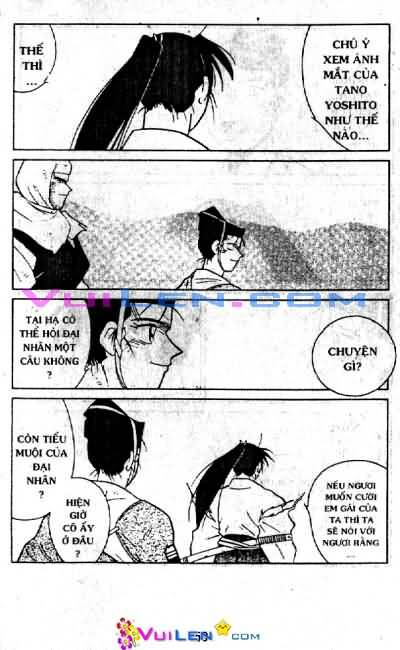 THẾ
THÌ
...
CHÚ Ý
XEM ÁNH
MẮT CỦA
TANO
YOSHITO
NHƯ THẾ
NÀO...
VUILEN.COM
TẠI HẠ CÓ
THỂ HỎI ĐẠI
NHÂN MỘT
CÂU KHÔNG
?
CHUYỆN
GÌ?
CÒN TIỂU
MUỘI CỦA
ĐẠI
NHÂN
?
HIỆN
GIỜ
CÔ ẤY
Ở ĐÂU
?
NẾU NGƯƠI
MUỐN CƯỚI
EM GÁI CỦA
TA THÌ TA
SẼ NÓI VỚI
NGƯƠI RẰNG
VUILEN.COM